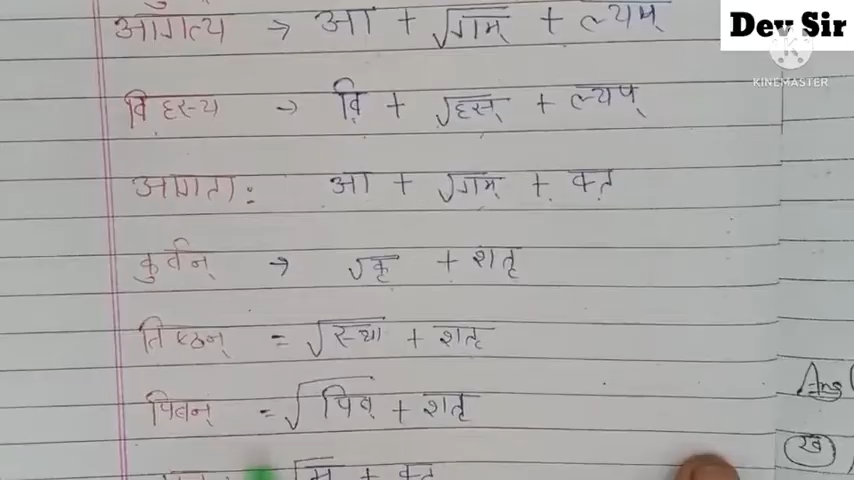 Dev Sir
KINEMASTER
आगत्य → आ + √गम् + ल्यप्
विहस्य → वि + √हस् + ल्यप्
आगताः आ + √गम् + क्त
कुर्वन् → √कृ + शतृ
तिष्ठन् = √स्था + शतृ
पिबन् = √पिब् + शतृ
+ क्त
Ans
ख